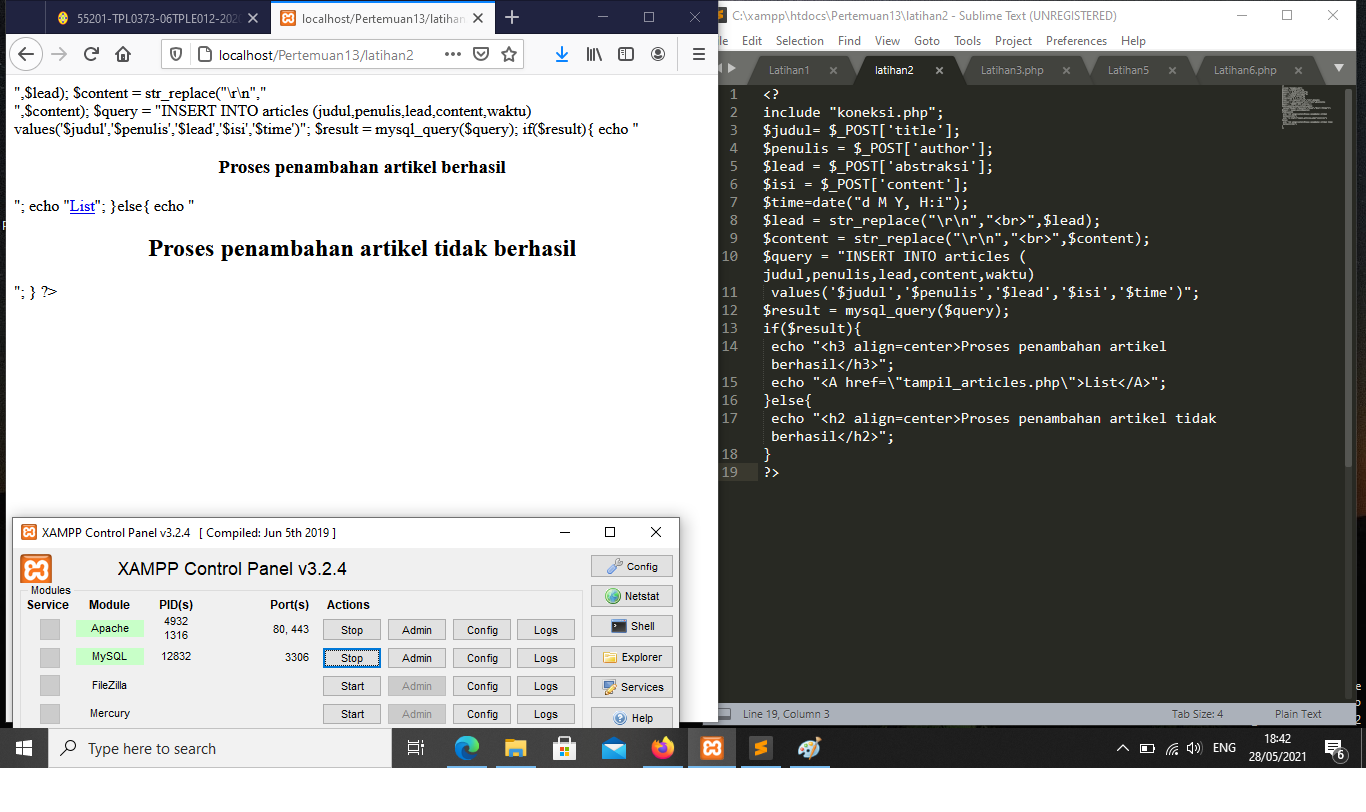 55201-TPL0373-06TPLE012-202
localhost/Pertemuan13/latihan
localhost/Pertemuan13/latihan2
",$lead); $content = str_replace("\r\n","
",$content); $query = "INSERT INTO articles (judul,penulis,lead,content,waktu)
values('$judul','$penulis','$lead','$isi','$time')"; $result = mysql_query($query); if($result){ echo "
Proses penambahan artikel berhasil
"; echo "List"; }else{ echo "
Proses penambahan artikel tidak berhasil
"; } ?>
C:\xampp\htdocs\Pertemuan13\latihan2 - Sublime Text (UNREGISTERED)
le Edit Selection Find View Goto Tools Project Preferences Help
Latihan1 latihan2 Latihan3.php Latihan5 Latihan6.php
1 <?
2 include "koneksi.php";
3 $judul= $_POST['title'];
4 $penulis = $_POST['author'];
5 $lead = $_POST['abstraksi'];
6 $isi = $_POST['content'];
7 $time=date("d M Y, H:i");
8 $lead = str_replace("\r\n","<br>",$lead);
9 $content = str_replace("\r\n","<br>",$content);
10 $query = "INSERT INTO articles (
judul,penulis,lead,content,waktu)
11 values('$judul','$penulis','$lead','$isi','$time')";
12 $result = mysql_query($query);
13 if($result){
14 echo "<h3 align=center>Proses penambahan artikel
berhasil</h3>";
15 echo "<A href=\"tampil_articles.php\">List</A>";
16 }else{
17 echo "<h2 align=center>Proses penambahan artikel tidak
berhasil</h2>";
18 }
19 ?>
Line 19, Column 3 Tab Size: 4 Plain Text
XAMPP Control Panel v3.2.4 [ Compiled: Jun 5th 2019 ]
XAMPP Control Panel v3.2.4
Config
Netstat
Shell
Explorer
Services
Help
Modules
Service Module PID(s) Port(s) Actions
Apache 4932 1316 80, 443 Stop Admin Config Logs
MySQL 12832 3306 Stop Admin Config Logs
FileZilla Start Admin Config Logs
Mercury Start Admin Config Logs
Type here to search
ENG
18:42
28/05/2021
6